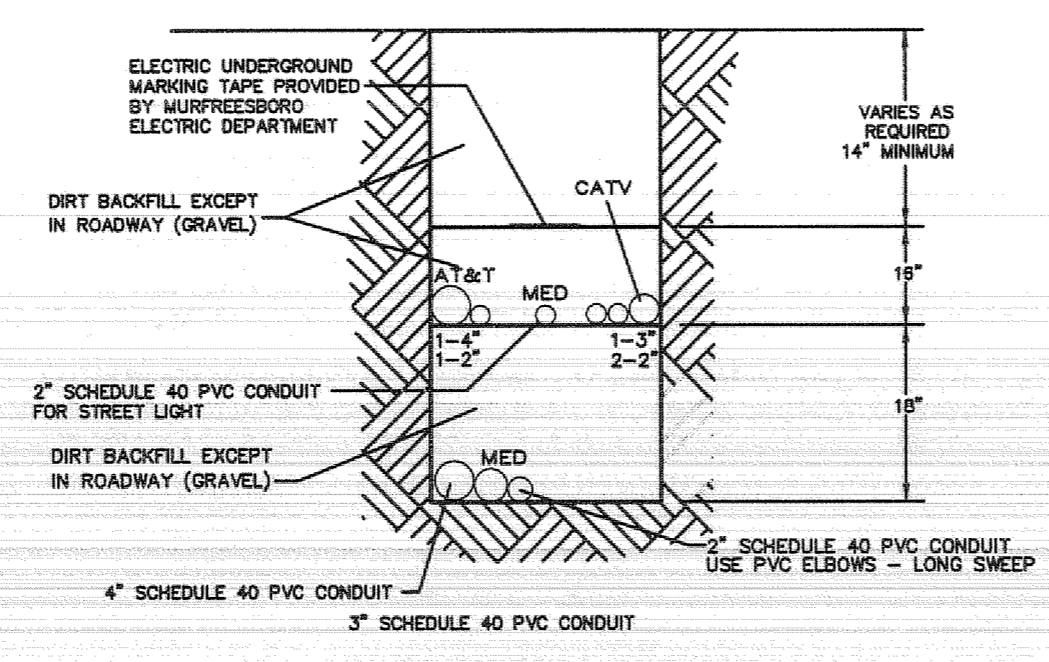 ELECTRIC UNDERGROUND
MARKING TAPE PROVIDED
BY MURFREESBORO
ELECTRIC DEPARTMENT
VARIES AS
REQUIRED
14" MINIMUM
DIRT BACKFILL EXCEPT
IN ROADWAY (GRAVEL)
CATV
AT&T
MED
16"
1-4"
1-2"
1-3"
2-2"
2" SCHEDULE 40 PVC CONDUIT
FOR STREET LIGHT
18"
DIRT BACKFILL EXCEPT
IN ROADWAY (GRAVEL)
MED
2" SCHEDULE 40 PVC CONDUIT
USE PVC ELBOWS - LONG SWEEP
4" SCHEDULE 40 PVC CONDUIT
3" SCHEDULE 40 PVC CONDUIT